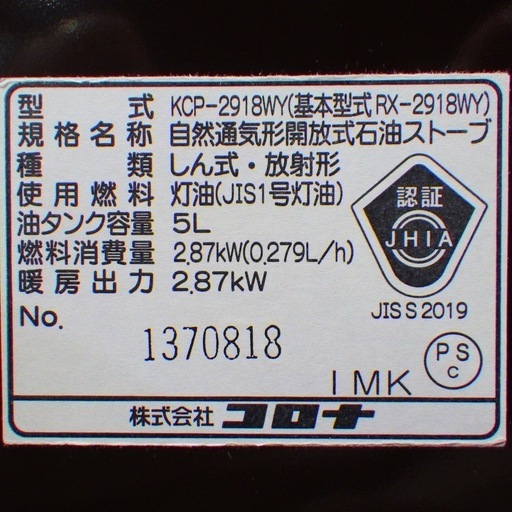 型式 KCP-2918WY(基本型式RX-2918WY)
規格名称 自然通気形開放式石油ストーブ
種類 しん式・放射形
使用燃料 灯油(JIS1号灯油)
油タンク容量 5L
燃料消費量 2.87kW(0.279L/h)
暖房出力 2.87kW
認証
JHIA
JIS S 2019
No. 1370818
PS
C
IMK
株式会社 コロナ